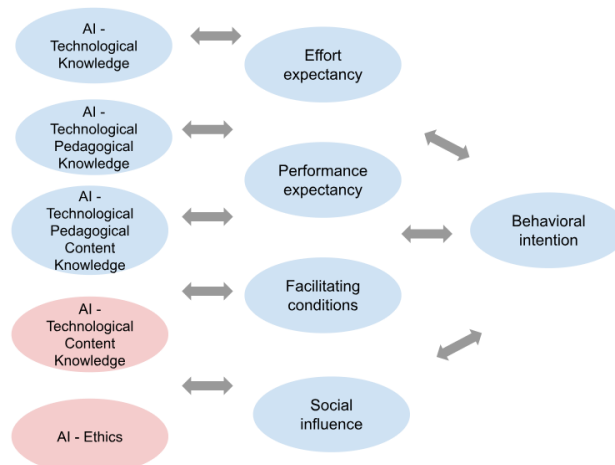 AI -
Technological
Knowledge
Effort
expectancy
AI -
Technological
Pedagogical
Knowledge
Performance
expectancy
AI -
Technological
Pedagogical
Content
Knowledge
Behavioral
intention
AI -
Technological
Content
Knowledge
Facilitating
conditions
AI - Ethics
Social
influence